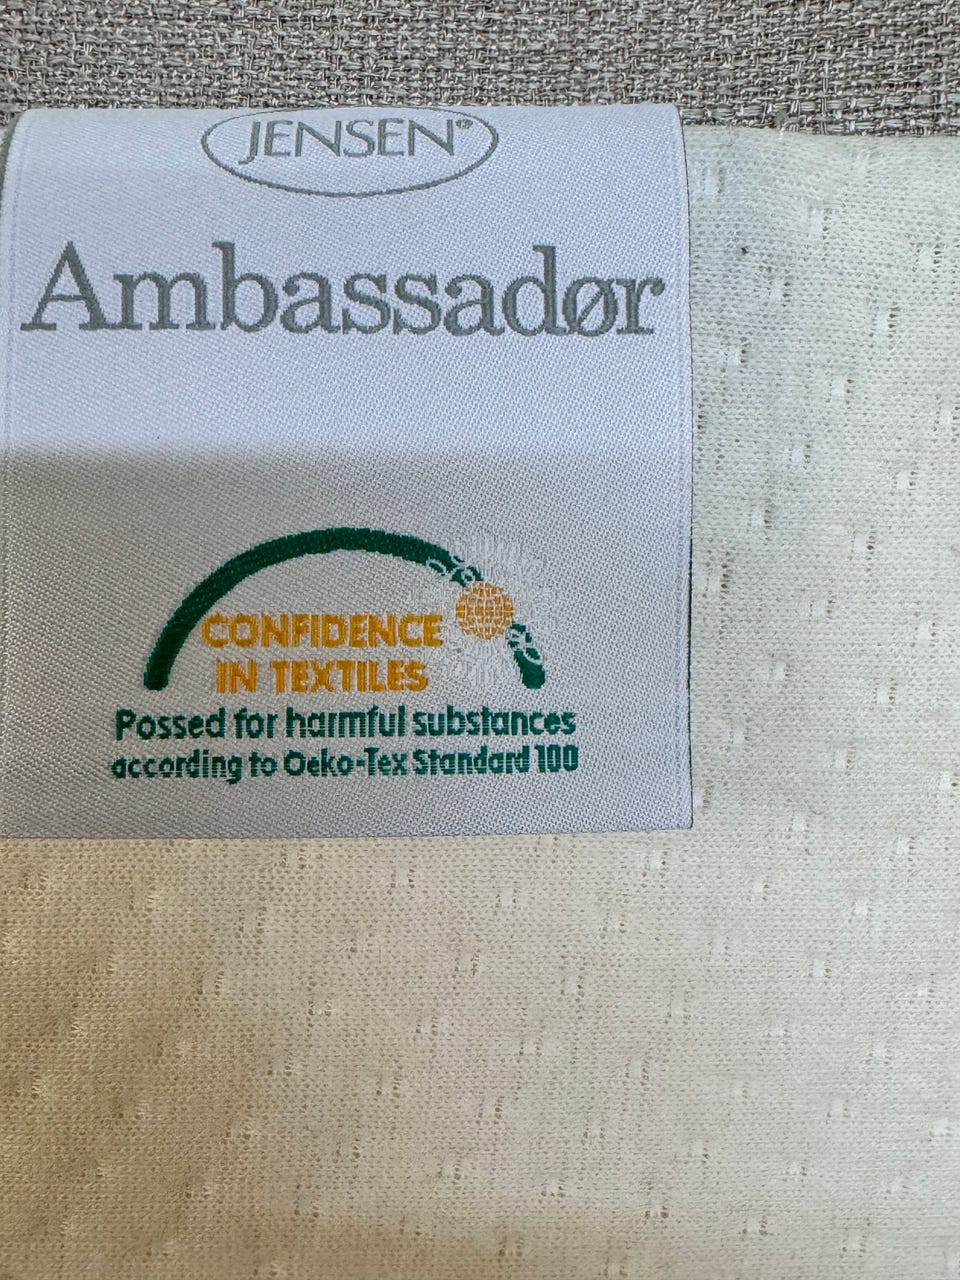 JENSEN®
Ambassadør
CONFIDENCE
IN TEXTILES
Possed for harmful substances
according to Oeko-Tex Standard 100